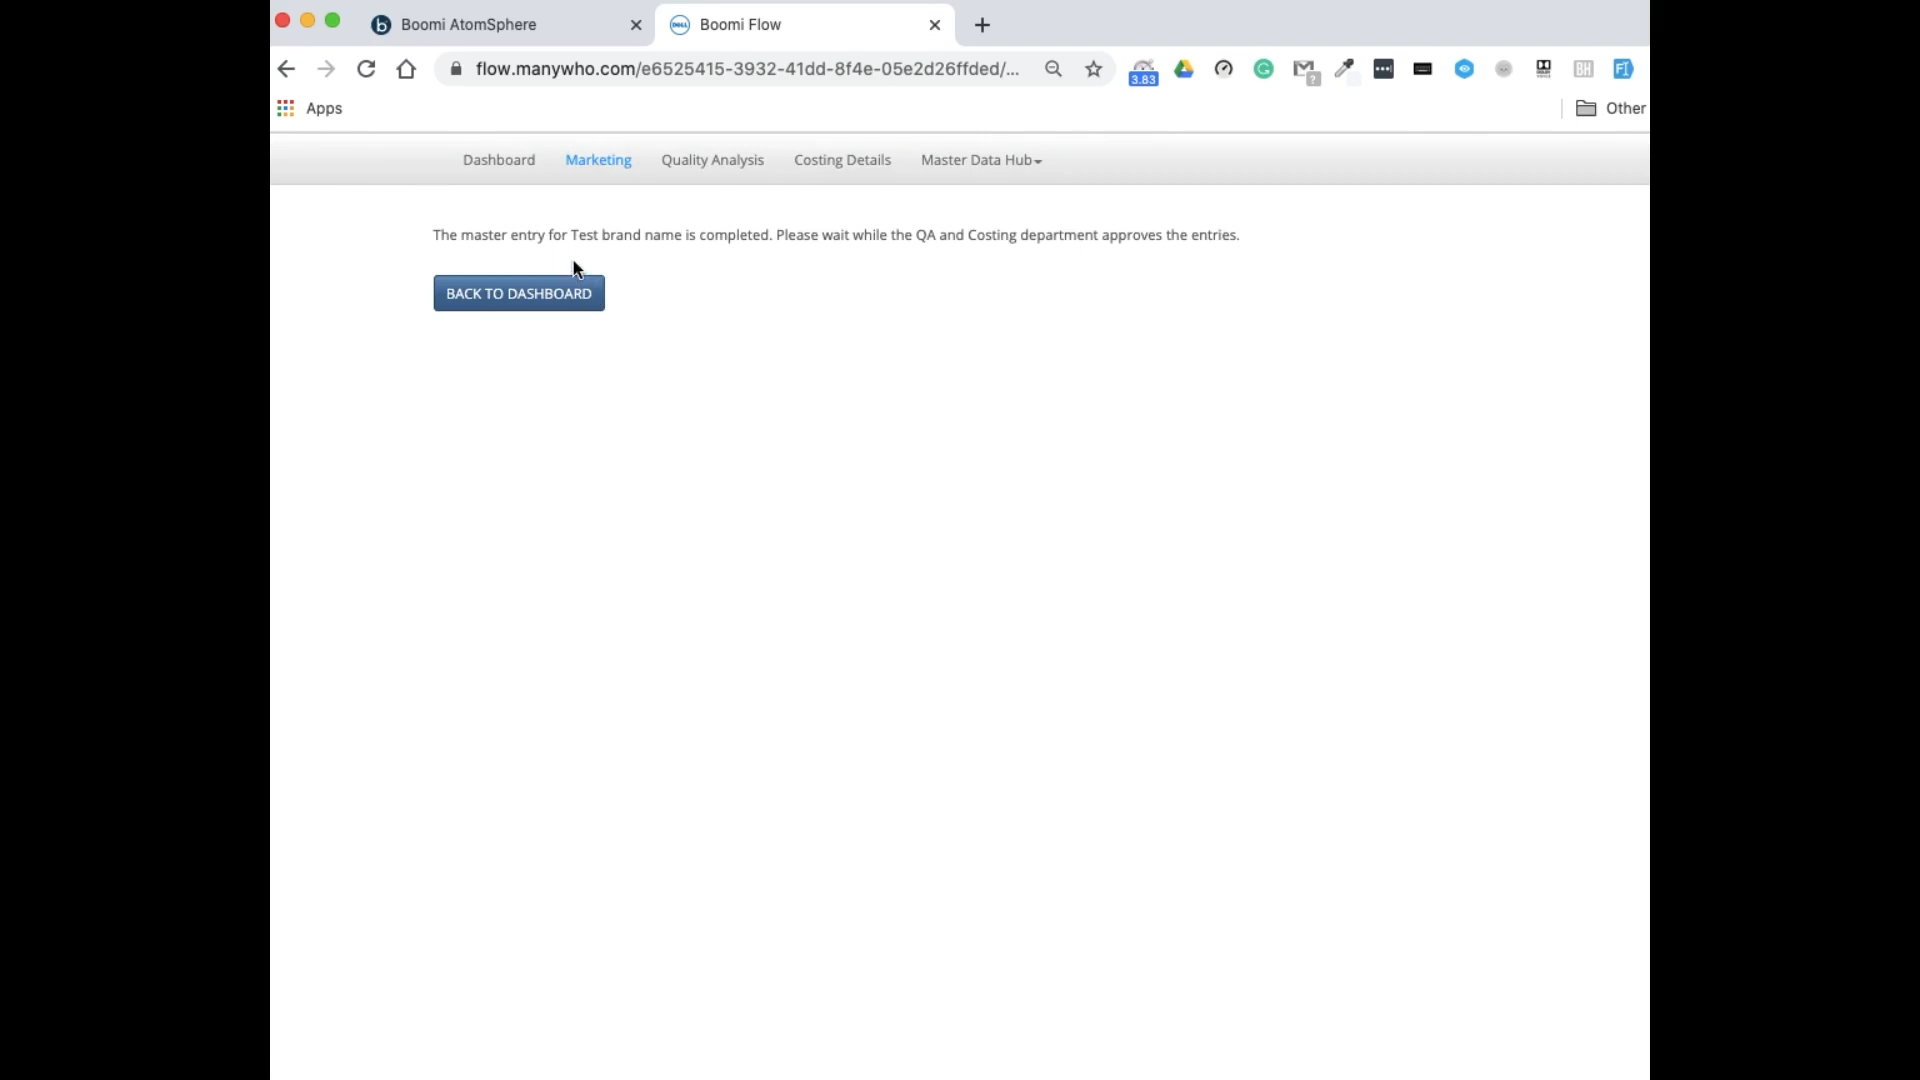 Boomi AtomSphere
Boomi Flow
flow.manywho.com/e6525415-3932-41dd-8f4e-05e2d26ffded/...
3.83
Apps
Other
Dashboard Marketing Quality Analysis Costing Details Master Data Hub
The master entry for Test brand name is completed. Please wait while the QA and Costing department approves the entries.
BACK TO DASHBOARD